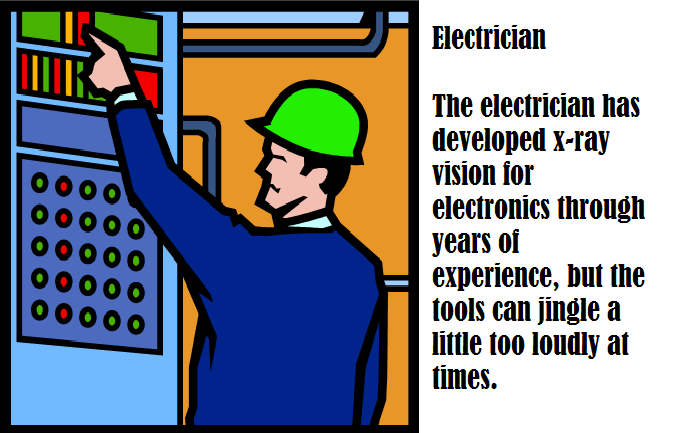 Electrician
The electrician has
developed x-ray
vision for
electronics through
years of
experience, but the
tools can jingle a
little too loudly at
times.